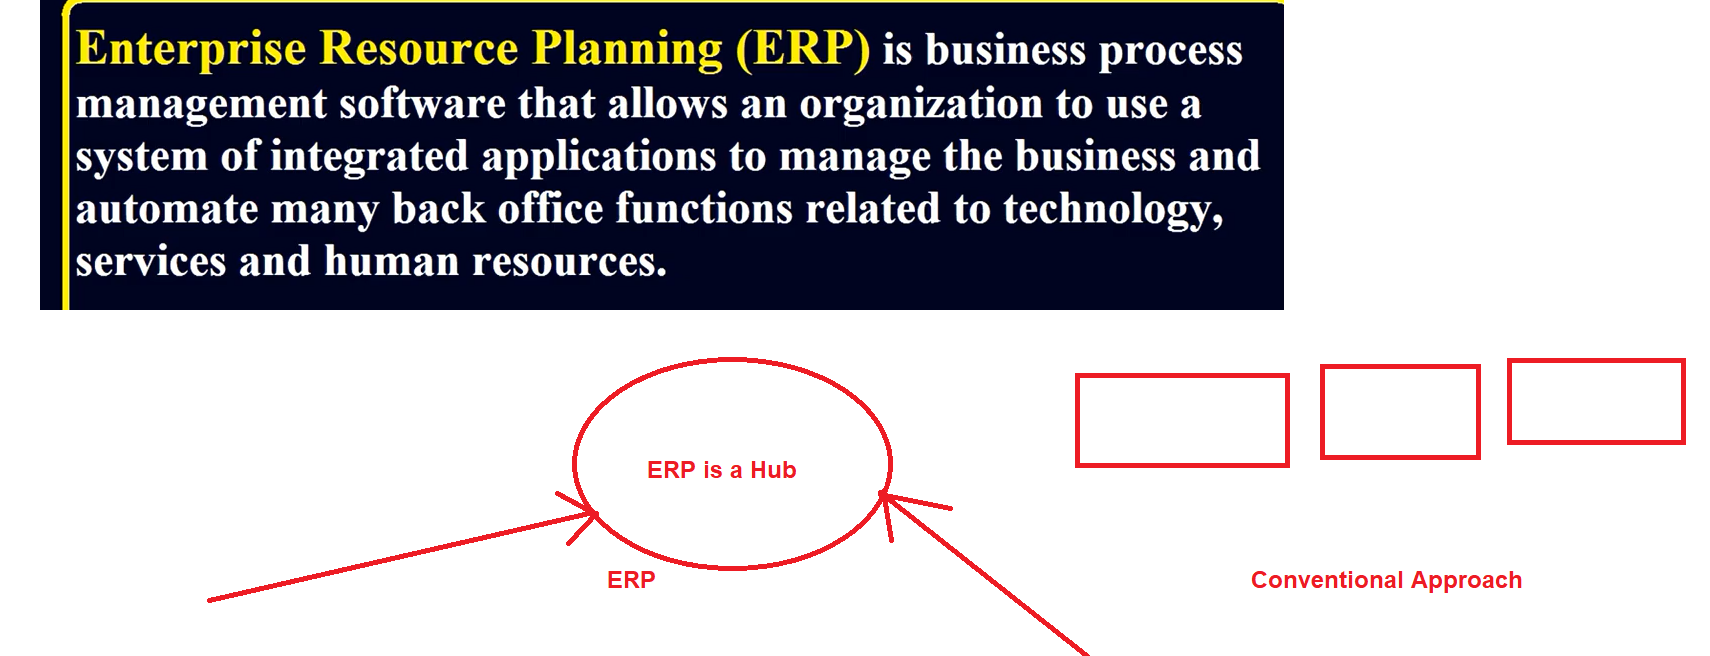 Enterprise Resource Planning (ERP) is business process
management software that allows an organization to use a
system of integrated applications to manage the business and
automate many back office functions related to technology,
services and human resources.
ERP is a Hub
ERP
Conventional Approach